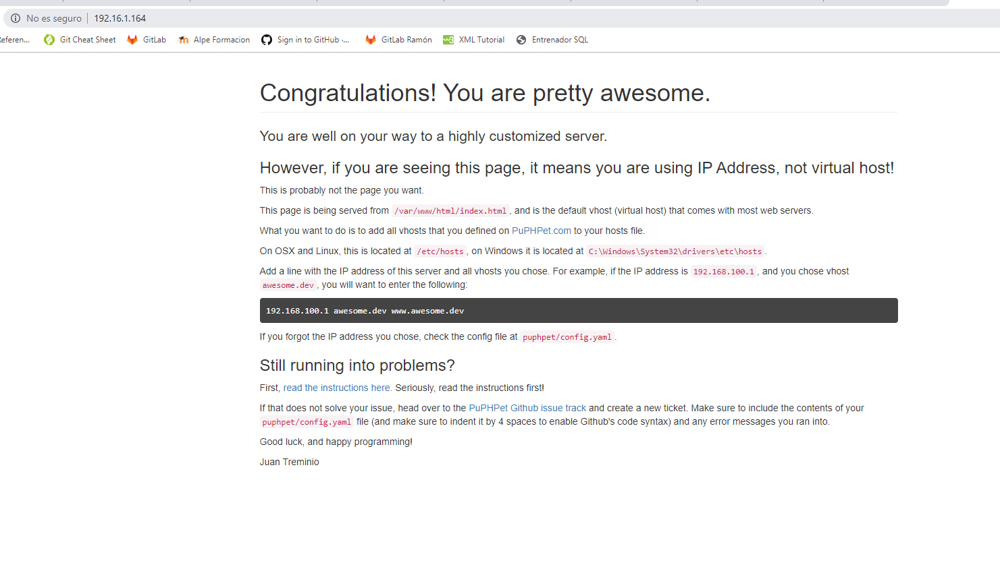 No es seguro 192.16.1.164
Referen... Git Cheat Sheet GitLab Alpe Formacion Sign in to GitHub ·... GitLab Ramón XML Tutorial Entrenador SQL
Congratulations! You are pretty awesome.
You are well on your way to a highly customized server.
However, if you are seeing this page, it means you are using IP Address, not virtual host!
This is probably not the page you want.
This page is being served from /var/www/html/index.html, and is the default vhost (virtual host) that comes with most web servers.
What you want to do is to add all vhosts that you defined on PuPHPet.com to your hosts file.
On OSX and Linux, this is located at /etc/hosts, on Windows it is located at C:\Windows\System32\drivers\etc\hosts.
Add a line with the IP address of this server and all vhosts you chose. For example, if the IP address is 192.168.100.1, and you chose vhost
awesome.dev, you will want to enter the following:
192.168.100.1 awesome.dev www.awesome.dev
If you forgot the IP address you chose, check the config file at puphpet/config.yaml.
Still running into problems?
First, read the instructions here. Seriously, read the instructions first!
If that does not solve your issue, head over to the PuPHPet Github issue track and create a new ticket. Make sure to include the contents of your
puphpet/config.yaml file (and make sure to indent it by 4 spaces to enable Github's code syntax) and any error messages you ran into.
Good luck, and happy programming!
Juan Treminio